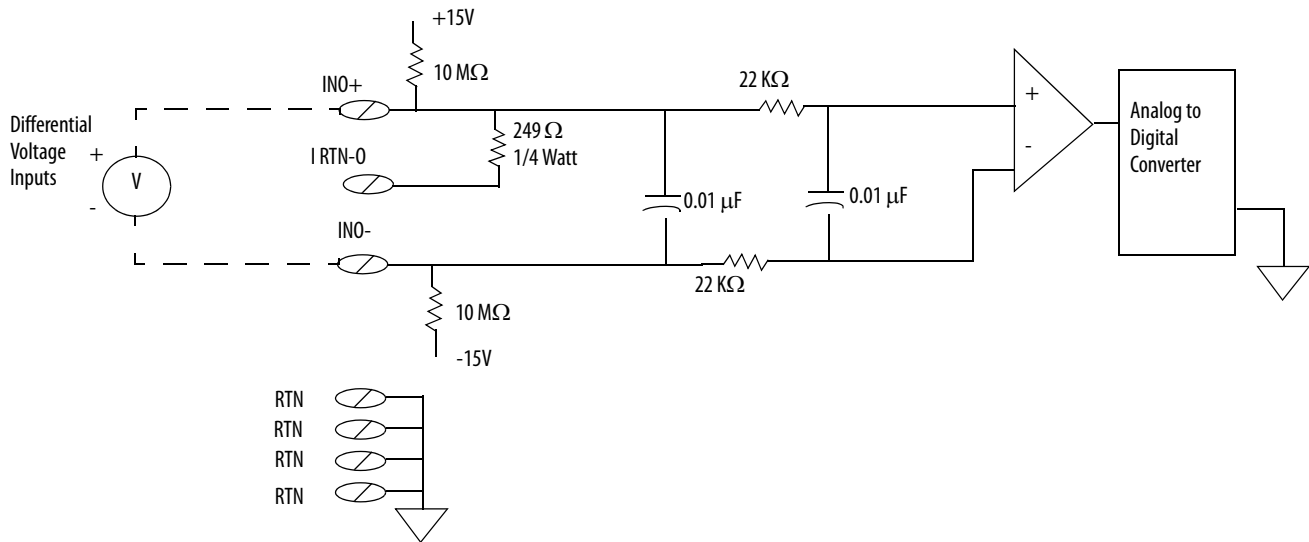 +15V
10 MΩ
IN0+
22 KΩ
Differential
Voltage
Inputs
+
V
-
249 Ω
1/4 Watt
I RTN-0
0.01 µF
0.01 µF
+
-
Analog to
Digital
Converter
IN0-
22 KΩ
10 MΩ
-15V
RTN
RTN
RTN
RTN